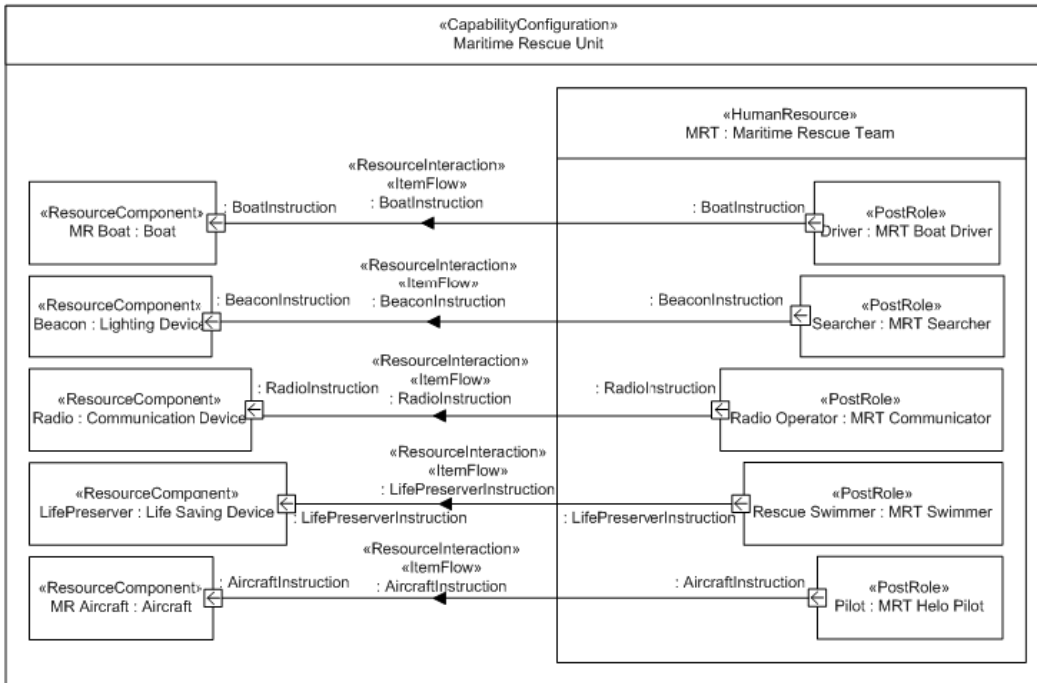 «CapabilityConfiguration»
Maritime Rescue Unit
«HumanResource»
MRT : Maritime Rescue Team
«ResourceInteraction»
«ItemFlow»
: BoatInstruction
«ResourceComponent»
MR Boat : Boat
: BoatInstruction
: BoatInstruction
«PostRole»
Driver : MRT Boat Driver
«ResourceInteraction»
«ItemFlow»
: BeaconInstruction
«ResourceComponent»
Beacon : Lighting Device
: BeaconInstruction
: BeaconInstruction
«PostRole»
Searcher : MRT Searcher
«ResourceInteraction»
«ItemFlow»
: RadioInstruction
«ResourceComponent»
Radio : Communication Device
: RadioInstruction
: RadioInstruction
«PostRole»
Radio Operator : MRT Communicator
«ResourceInteraction»
«ItemFlow»
: LifePreserverInstruction
«ResourceComponent»
LifePreserver : Life Saving Device
: LifePreserverInstruction
: LifePreserverInstruction
«PostRole»
Rescue Swimmer : MRT Swimmer
«ResourceInteraction»
«ItemFlow»
: AircraftInstruction
«ResourceComponent»
MR Aircraft : Aircraft
: AircraftInstruction
: AircraftInstruction
«PostRole»
Pilot : MRT Helo Pilot